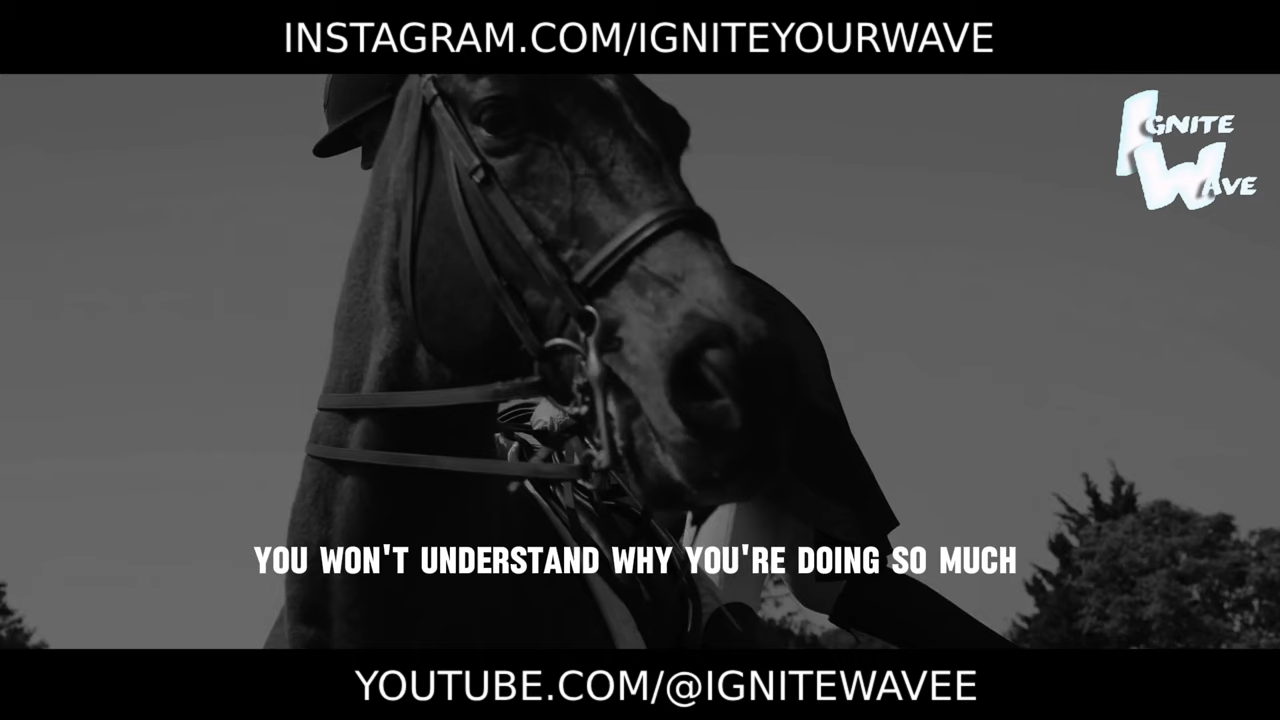 INSTAGRAM.COM/IGNITEYOURWAVE
IGNITE
WAVE
YOU WON'T UNDERSTAND WHY YOU'RE DOING SO MUCH
YOUTUBE.COM/@IGNITEWAVEE